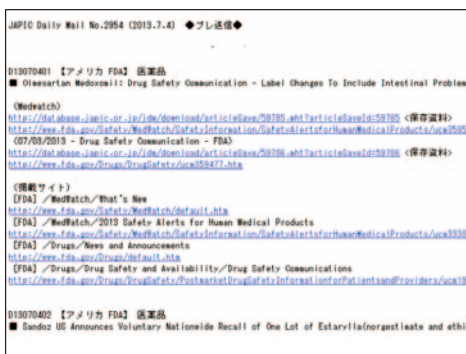 JAPIC Daily Mail No.2954 (2013.7.4) ◆プレ送信◆
D13070401 【アメリカ FDA】 医薬品
■ Olmesartan Medoxomil: Drug Safety Communication - Label Changes To Include Intestinal Problem
(Medwatch)
http://database.japic.or.jp/jdm/download/articleSave/59785.mht?articleSaveId=59785 <保存資料>
http://www.fda.gov/Safety/MedWatch/SafetyInformation/SafetyAlertsforHumanMedicalProducts/ucm3595
(07/03/2013 - Drug Safety Communication - FDA)
http://database.japic.or.jp/jdm/download/articleSave/59786.mht?articleSaveId=59786 <保存資料>
http://www.fda.gov/Drugs/DrugSafety/ucm359477.htm
(掲載サイト)
[FDA] /MedWatch/What's New
http://www.fda.gov/Safety/MedWatch/default.htm
[FDA] /MedWatch/2013 Safety Alerts for Human Medical Products
http://www.fda.gov/Safety/MedWatch/SafetyInformation/SafetyAlertsforHumanMedicalProducts/ucm3338
[FDA] /Drugs/News and Announcements
http://www.fda.gov/Drugs/default.htm
[FDA] /Drugs/Drug Safety and Availability/Drug Safety Communications
http://www.fda.gov/Drugs/DrugSafety/PostmarketDrugSafetyInformationforPatientsandProviders/ucm19
D13070402 【アメリカ FDA】 医薬品
■ Sandoz US Announces Voluntary Nationwide Recall of One Lot of Estarylla(norgestimate and ethi